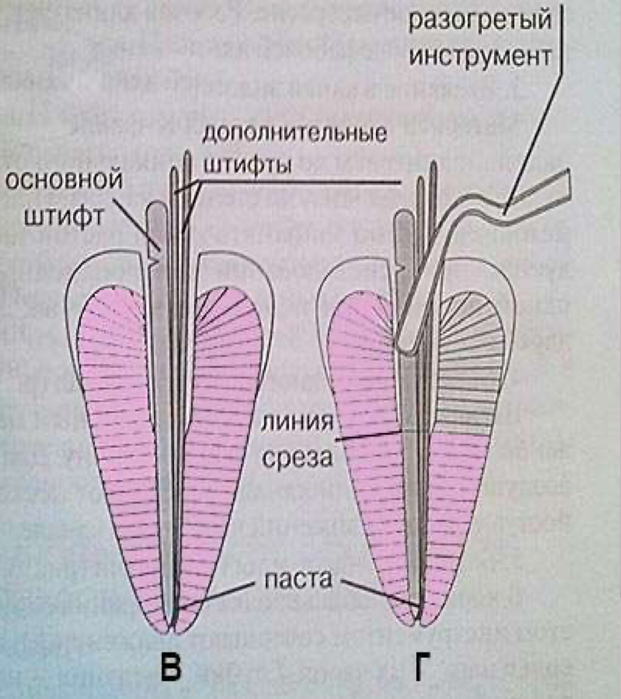 разогретый
инструмент
дополнительные
штифты
основной
штифт
линия
среза
паста
В
Г